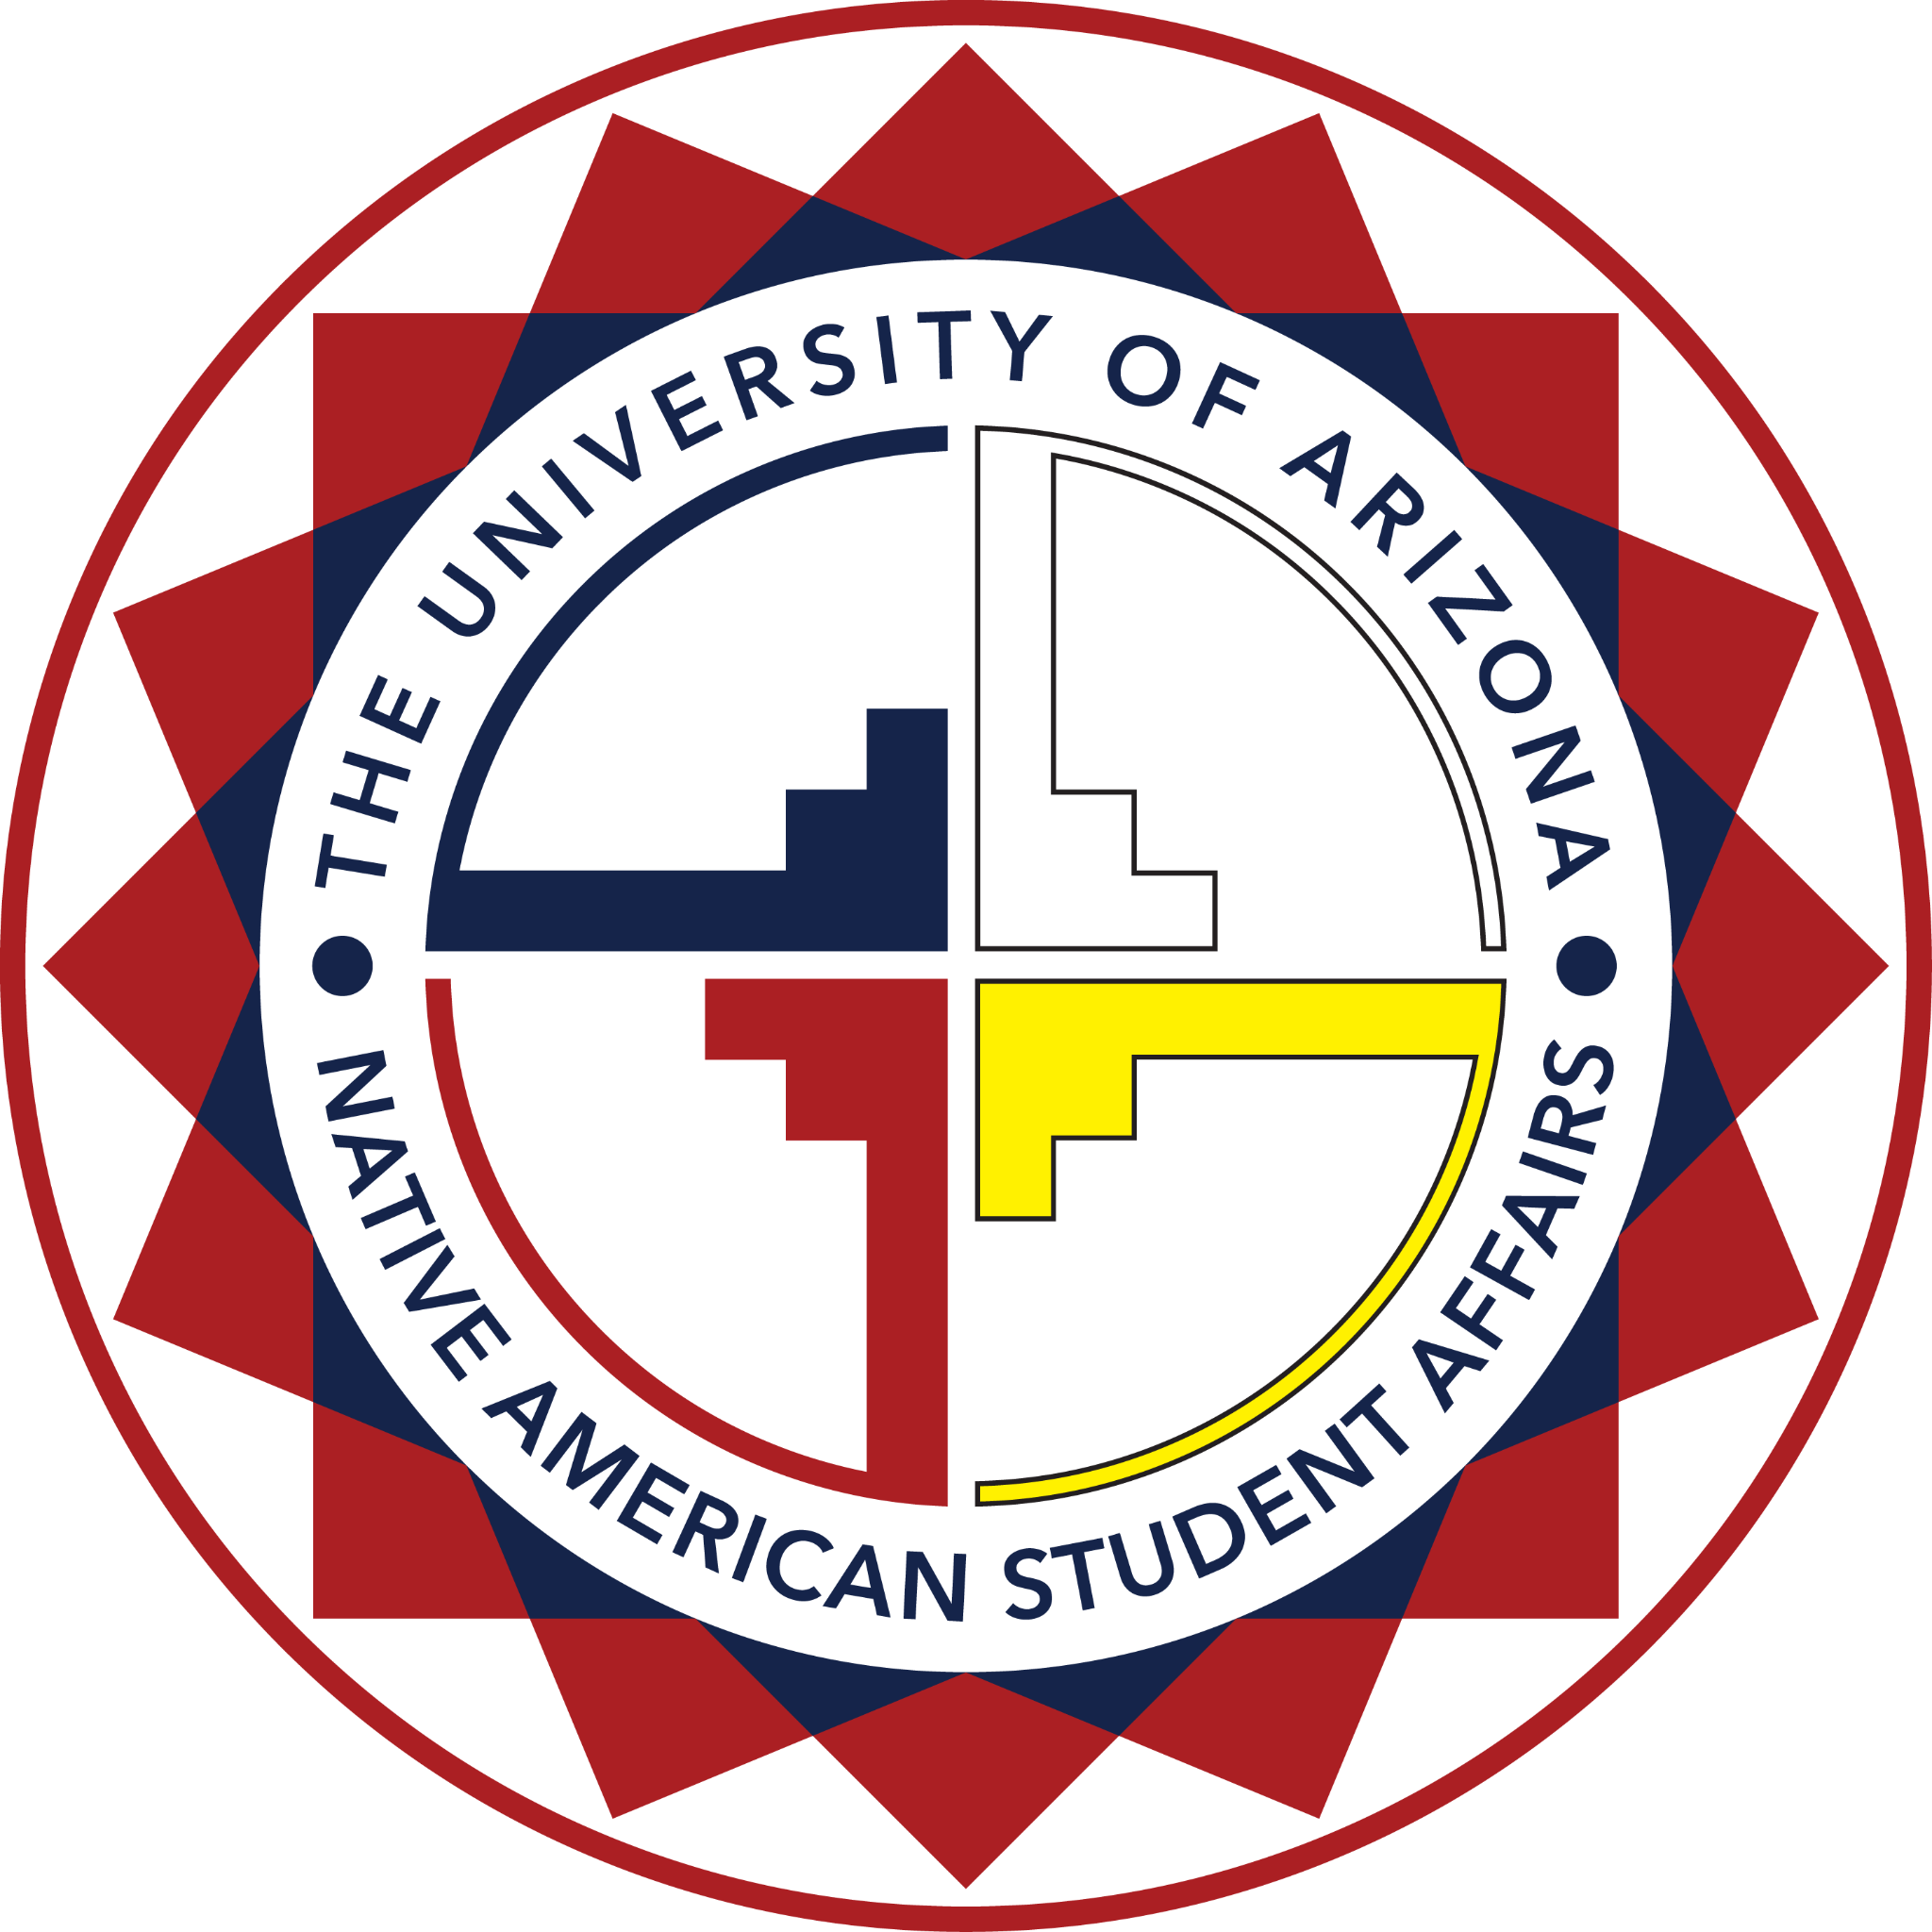 THE UNIVERSITY OF ARIZONA
NATIVE AMERICAN STUDENT AFFAIRS